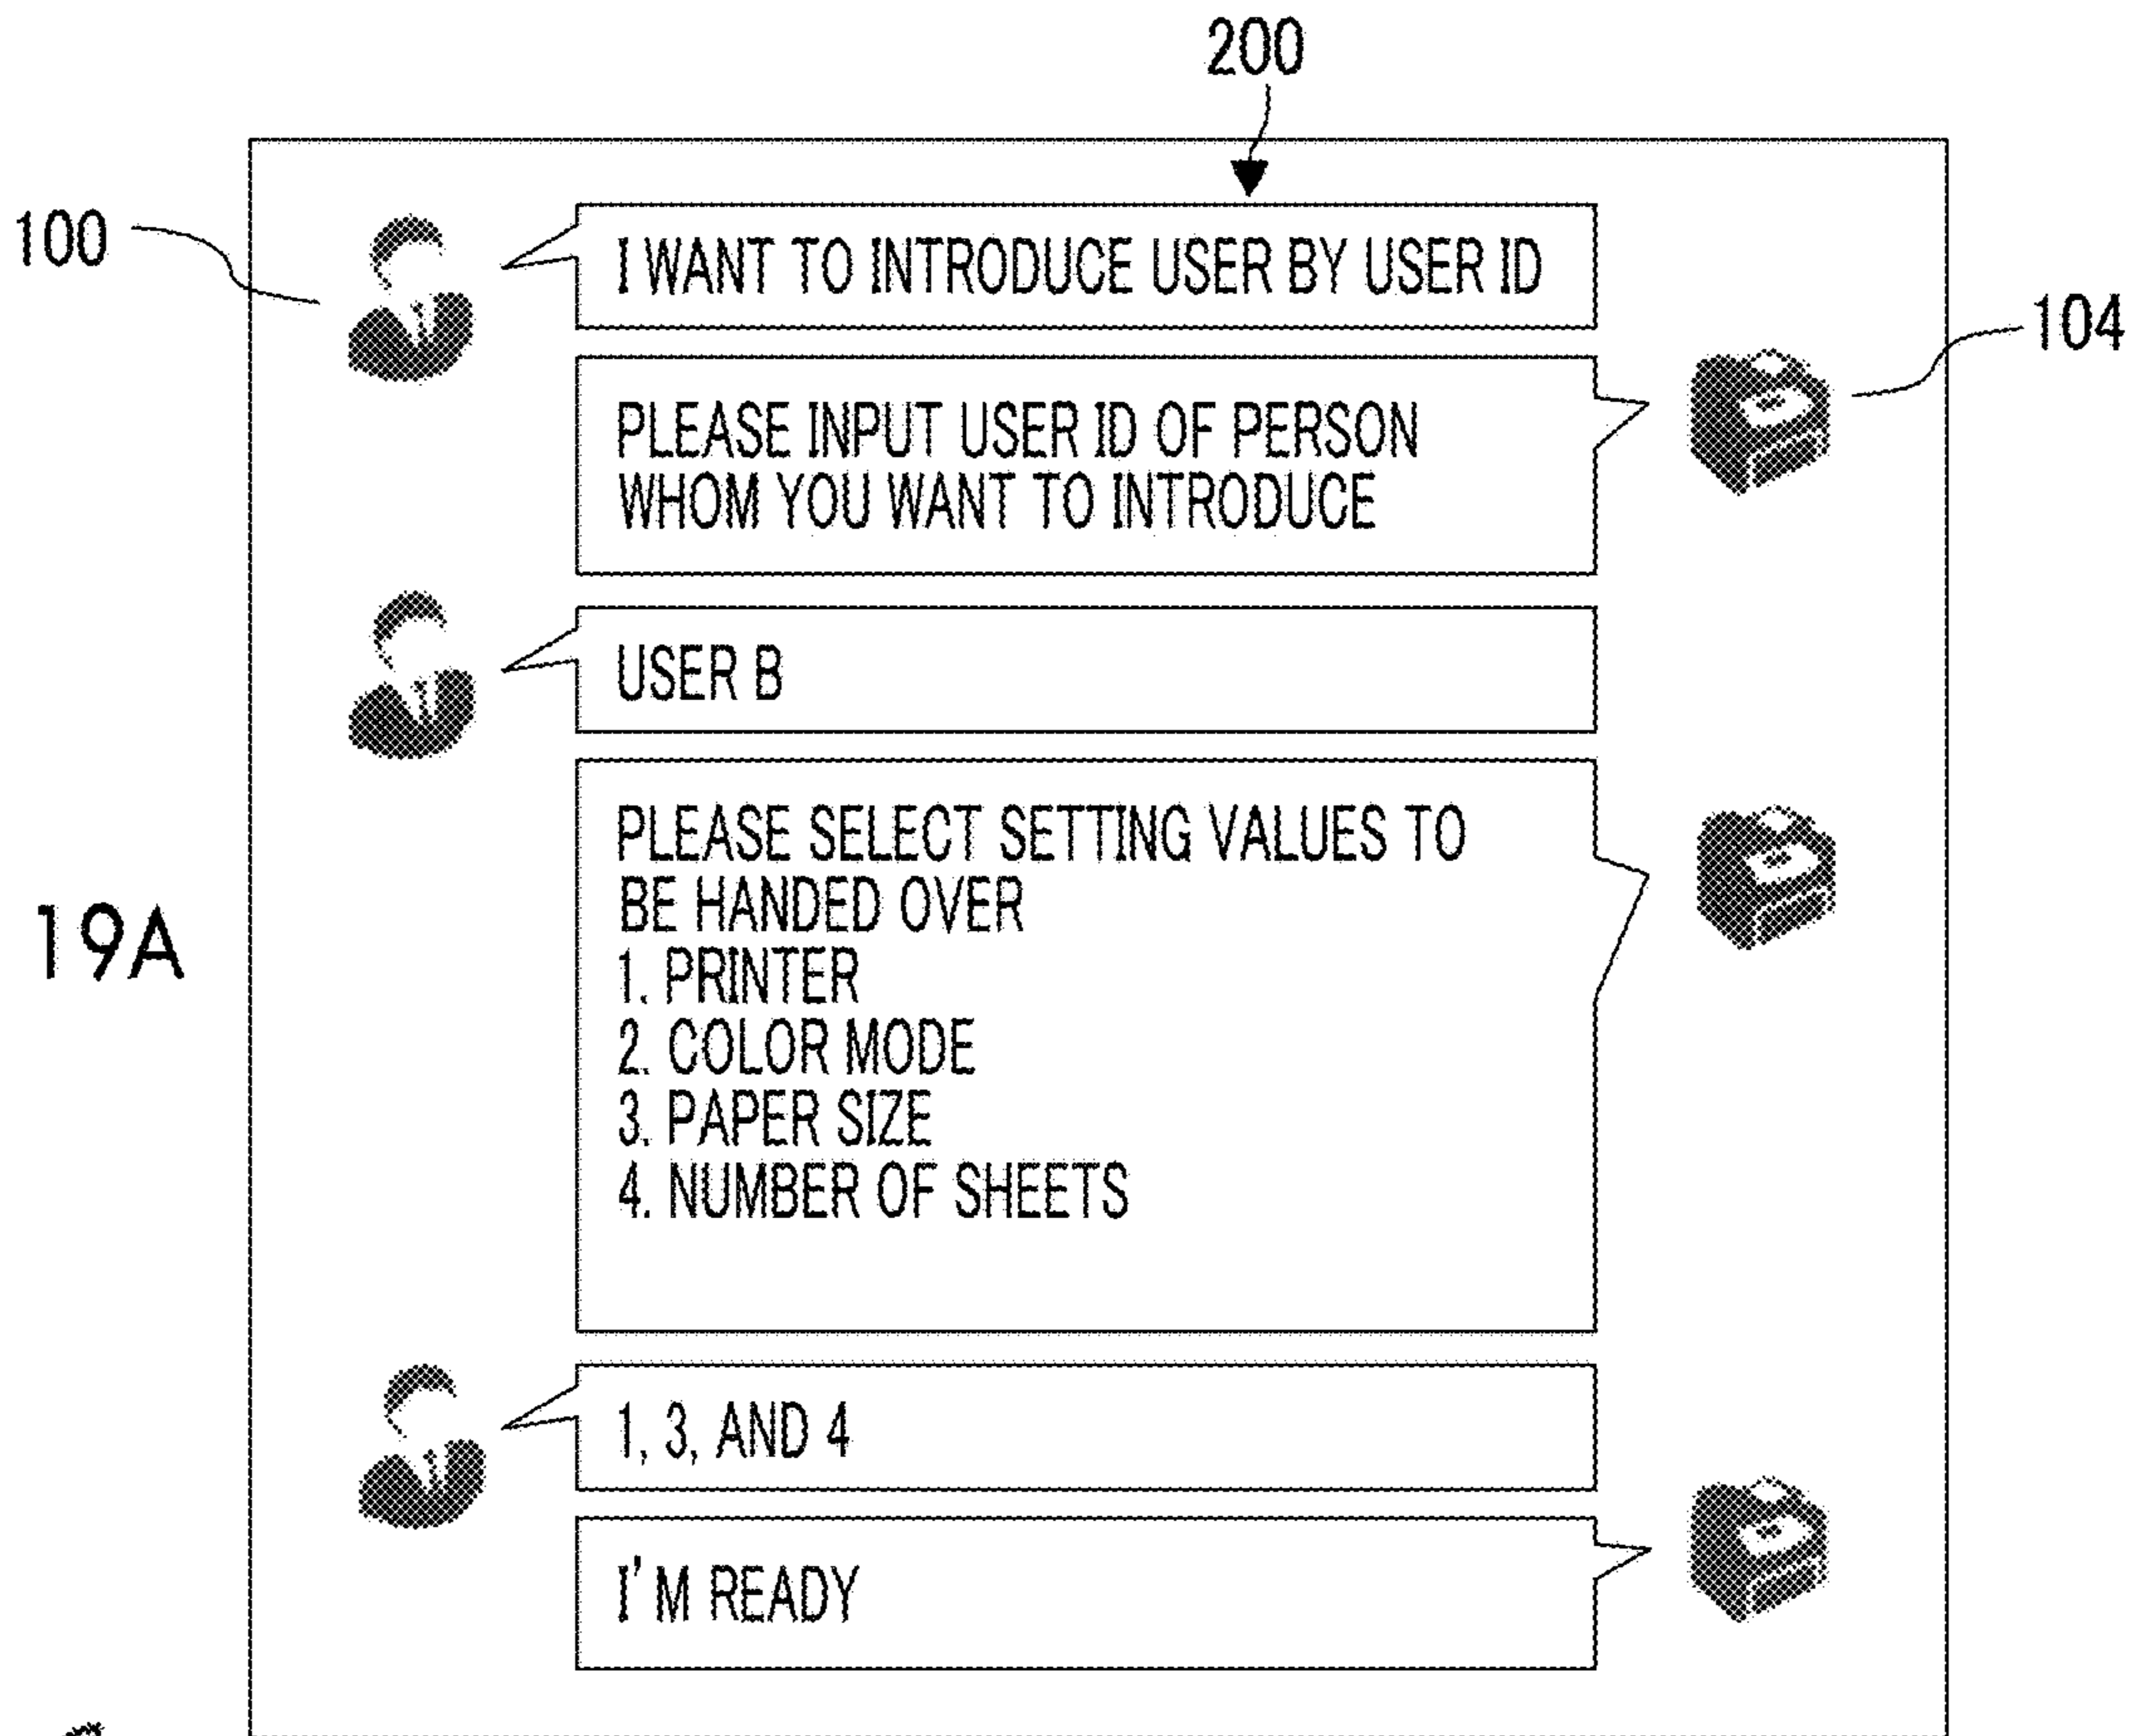 200
100
I WANT TO INTRODUCE USER BY USER ID
104
PLEASE INPUT USER ID OF PERSON
WHOM YOU WANT TO INTRODUCE
USER B
19A
PLEASE SELECT SETTING VALUES TO
BE HANDED OVER
1. PRINTER
2. COLOR MODE
3. PAPER SIZE
4. NUMBER OF SHEETS
1, 3, AND 4
I'M READY